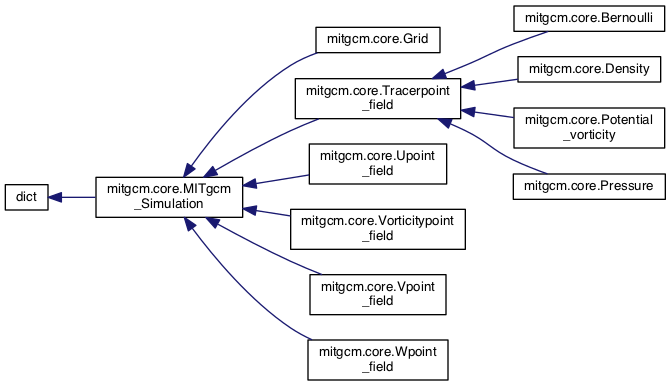 dict
mitgcm.core.MITgcm
_Simulation
mitgcm.core.Grid
mitgcm.core.Tracerpoint
_field
mitgcm.core.Upoint
_field
mitgcm.core.Vorticitypoint
_field
mitgcm.core.Vpoint
_field
mitgcm.core.Wpoint
_field
mitgcm.core.Bernoulli
mitgcm.core.Density
mitgcm.core.Potential
_vorticity
mitgcm.core.Pressure